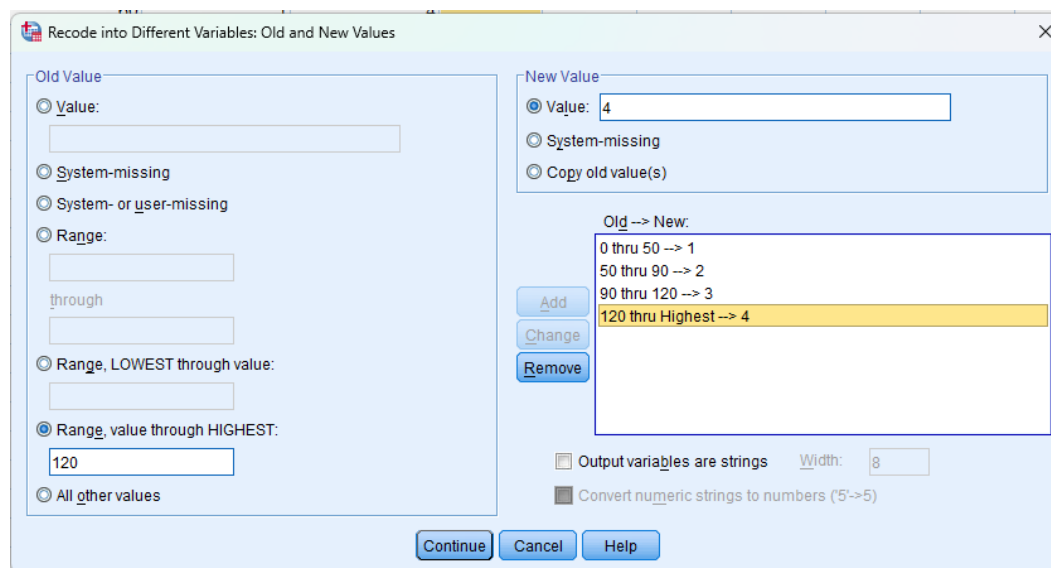 Recode into Different Variables: Old and New Values
Old Value
Value:
System-missing
System- or user-missing
Range:
through
Range, LOWEST through value:
Range, value through HIGHEST:
120
All other values
New Value
Value: 4
System-missing
Copy old value(s)
Old --> New:
0 thru 50 --> 1
50 thru 90 --> 2
90 thru 120 --> 3
120 thru Highest --> 4
Add
Change
Remove
Output variables are strings Width: 8
Convert numeric strings to numbers ('5'->5)
Continue Cancel Help